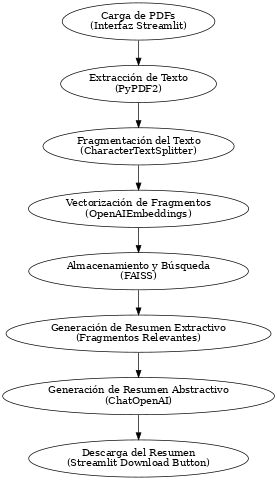 Carga de PDFs
(Interfaz Streamlit)
Extracción de Texto
(PyPDF2)
Fragmentación del Texto
(CharacterTextSplitter)
Vectorización de Fragmentos
(OpenAIEmbeddings)
Almacenamiento y Búsqueda
(FAISS)
Generación de Resumen Extractivo
(Fragmentos Relevantes)
Generación de Resumen Abstractivo
(ChatOpenAI)
Descarga del Resumen
(Streamlit Download Button)